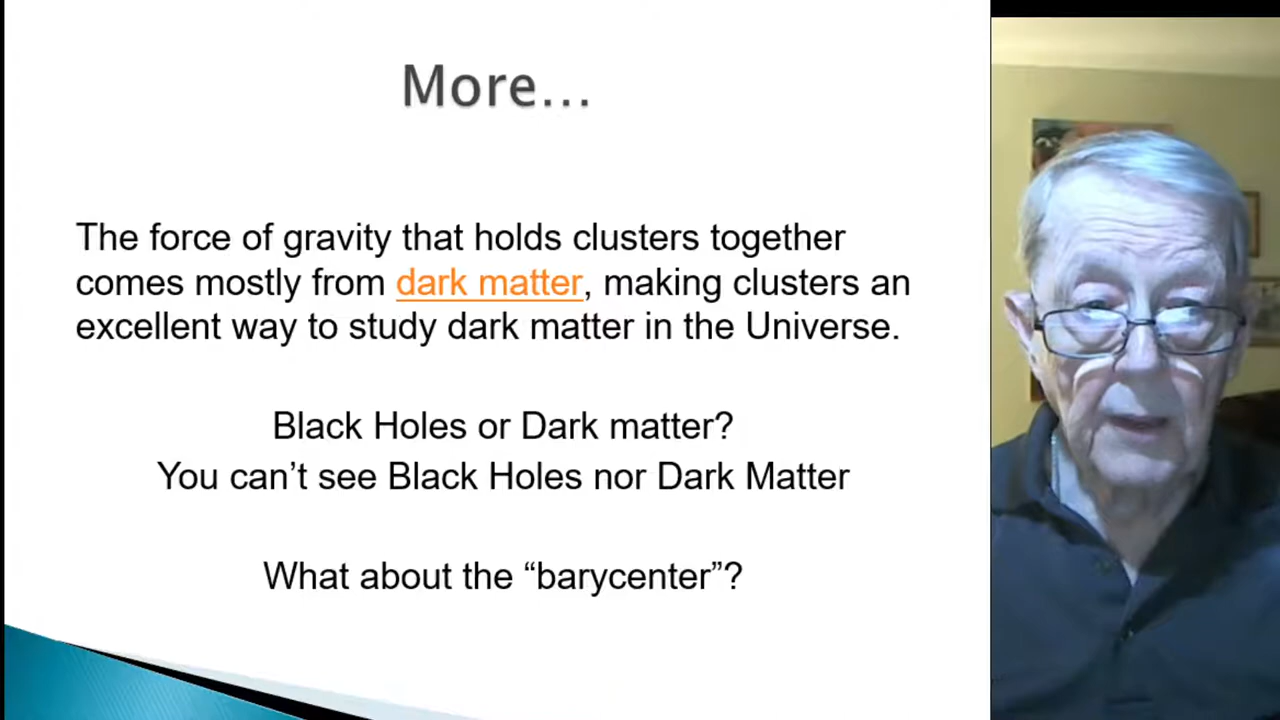 More...
The force of gravity that holds clusters together
comes mostly from dark matter, making clusters an
excellent way to study dark matter in the Universe.
Black Holes or Dark matter?
You can’t see Black Holes nor Dark Matter
What about the “barycenter”?